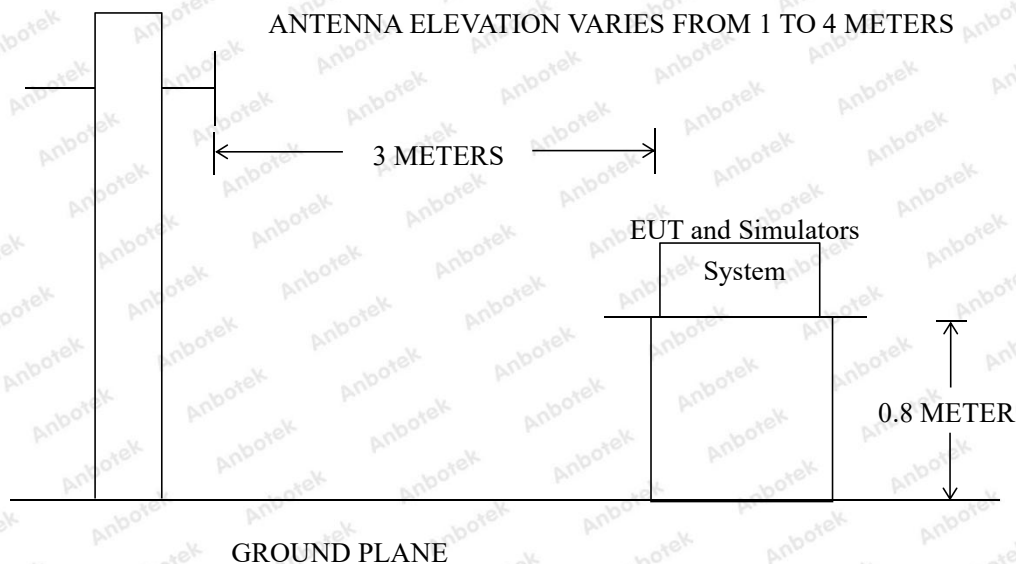 ANTENNA ELEVATION VARIES FROM 1 TO 4 METERS
3 METERS
EUT and Simulators
System
0.8 METER
GROUND PLANE